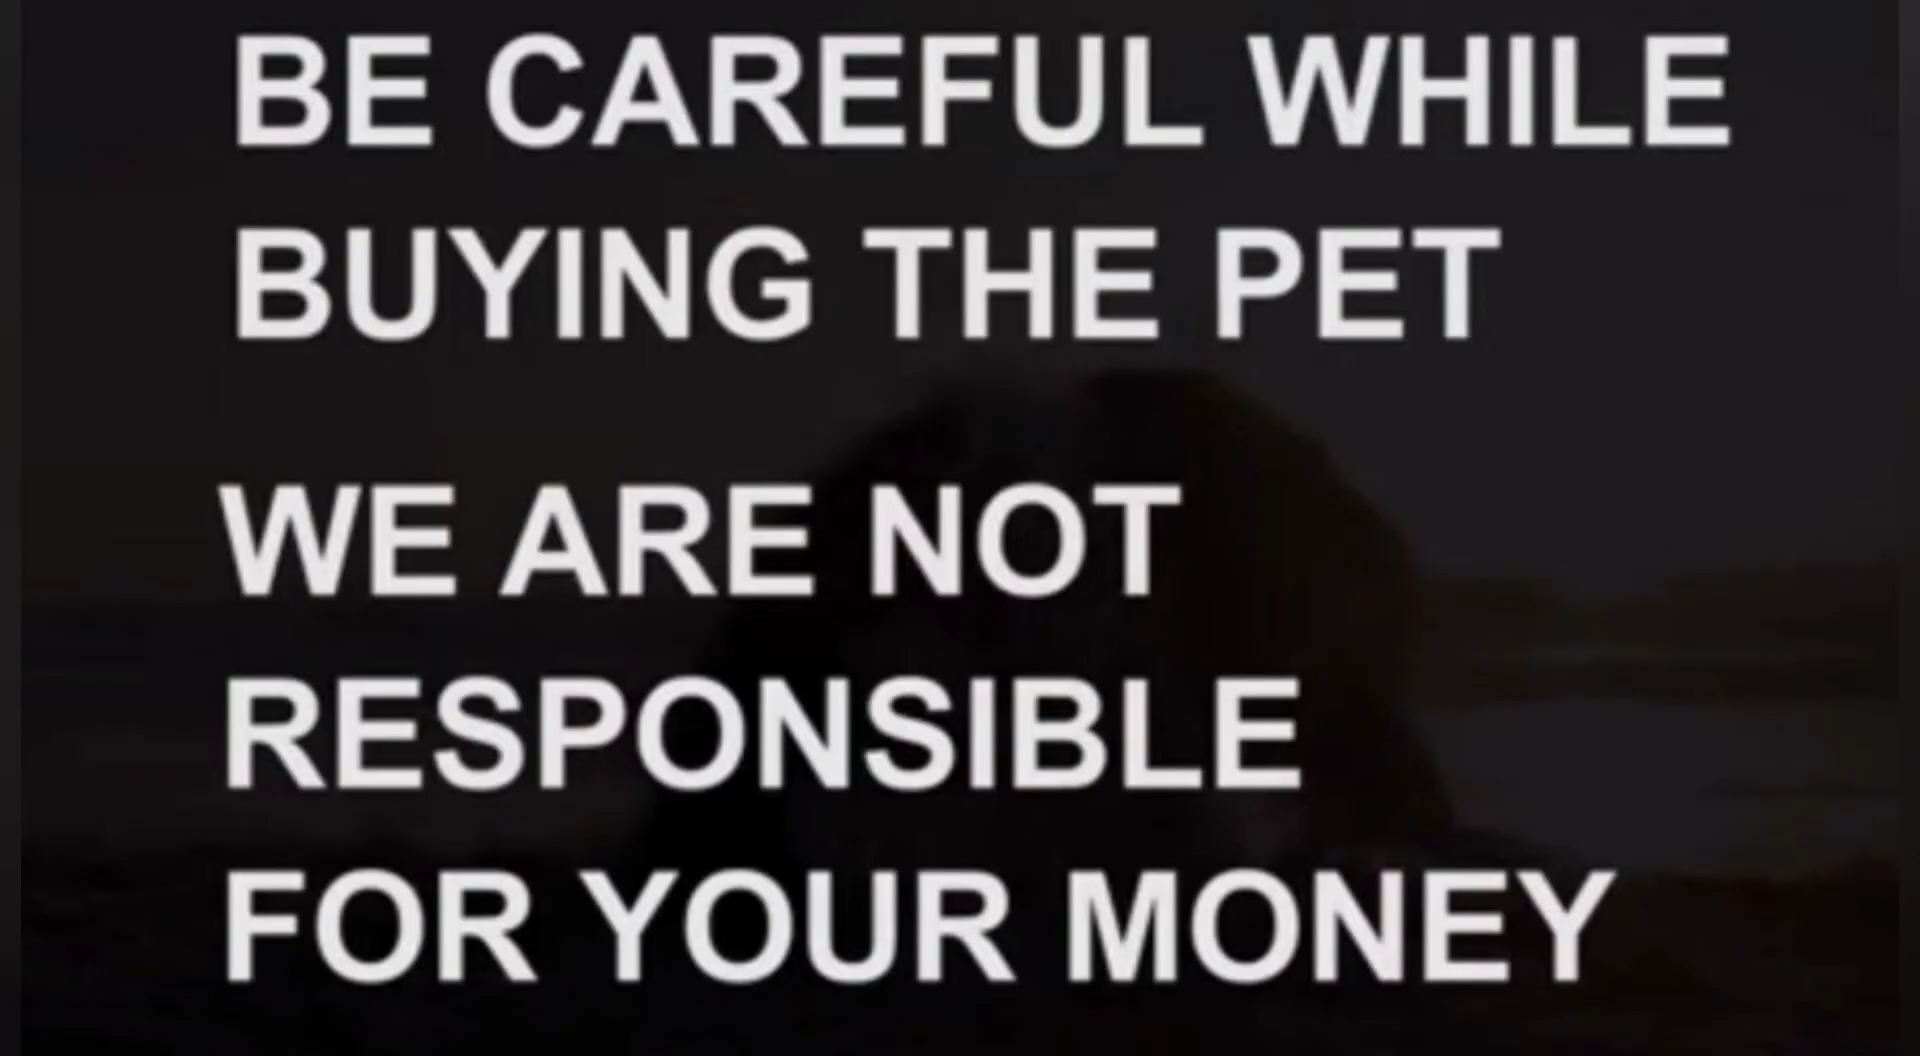 BE CAREFUL WHILE
BUYING THE PET
WE ARE NOT
RESPONSIBLE
FOR YOUR MONEY